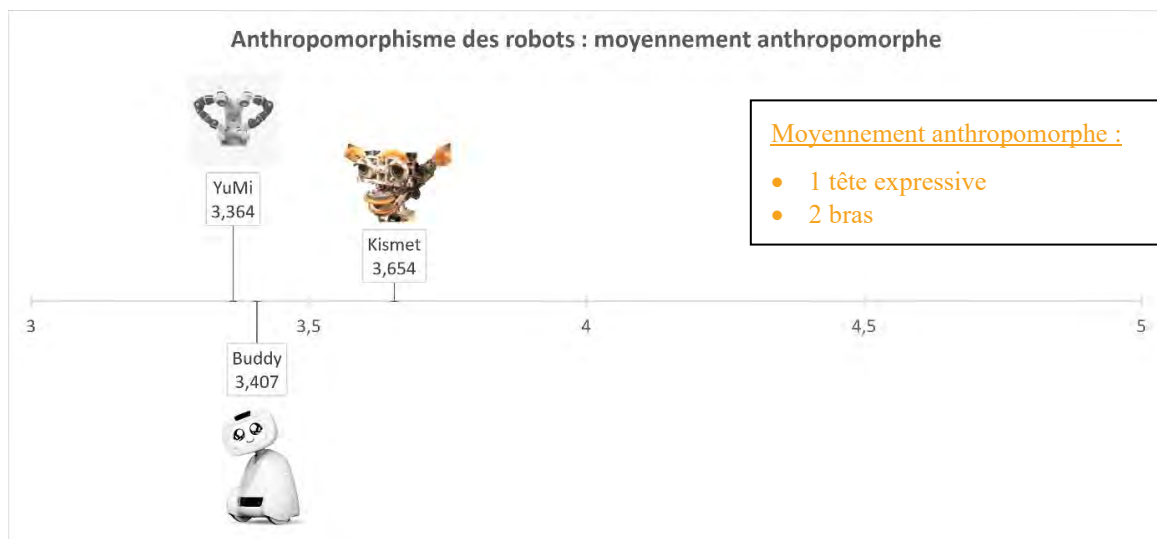 Anthropomorphisme des robots : moyennement anthropomorphe
YuMi
3,364
Kismet
3,654
Moyennement anthropomorphe :
• 1 tête expressive
• 2 bras
3
3,5
4
4,5
5
Buddy
3,407